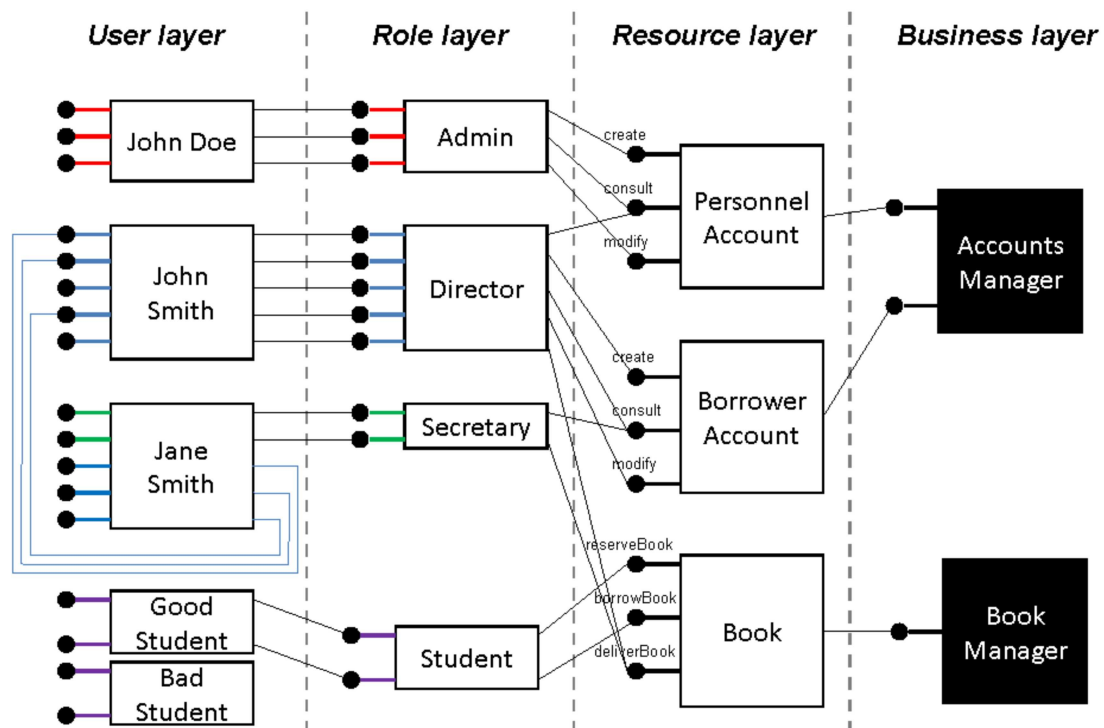 User layer
Role layer
Resource layer
Business layer
John Doe
Admin
create
consult
modify
Personnel
Account
Accounts
Manager
John
Smith
Director
create
consult
modify
Borrower
Account
Jane
Smith
Secretary
reserveBook
borrowBook
deliverBook
Book
Book
Manager
Good
Student
Student
Bad
Student